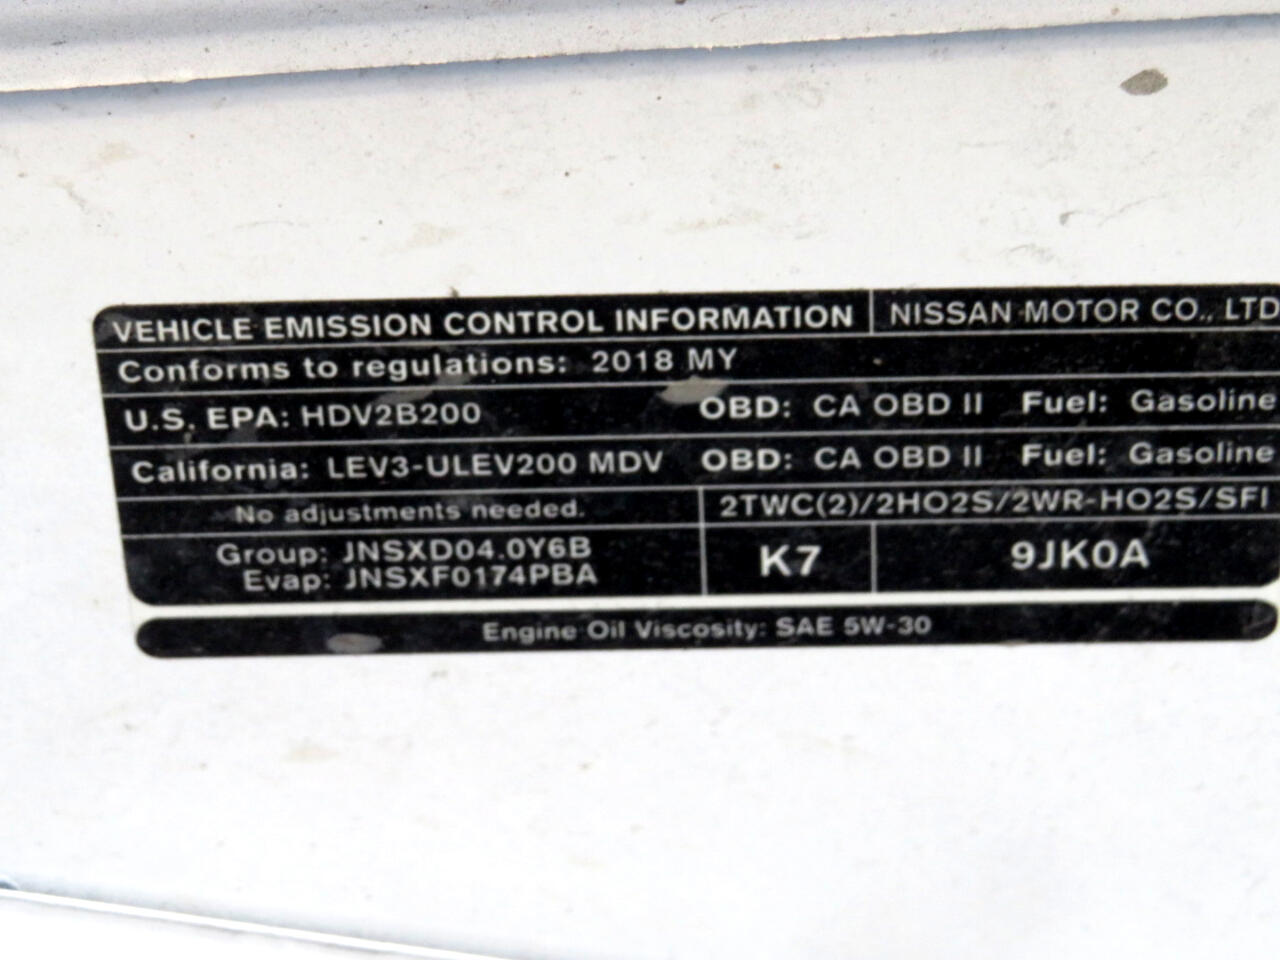 VEHICLE EMISSION CONTROL INFORMATION NISSAN MOTOR CO., LTD
Conforms to regulations: 2018 MY
U.S. EPA: HDV2B200 OBD: CA OBD II Fuel: Gasoline
California: LEV3-ULEV200 MDV OBD: CA OBD II Fuel: Gasoline
No adjustments needed. 2TWC(2)/2HO2S/2WR-HO2S/SFI
Group: JNSXD04.0Y6B
Evap: JNSXF0174PBA
K7 9JK0A
Engine Oil Viscosity: SAE 5W-30